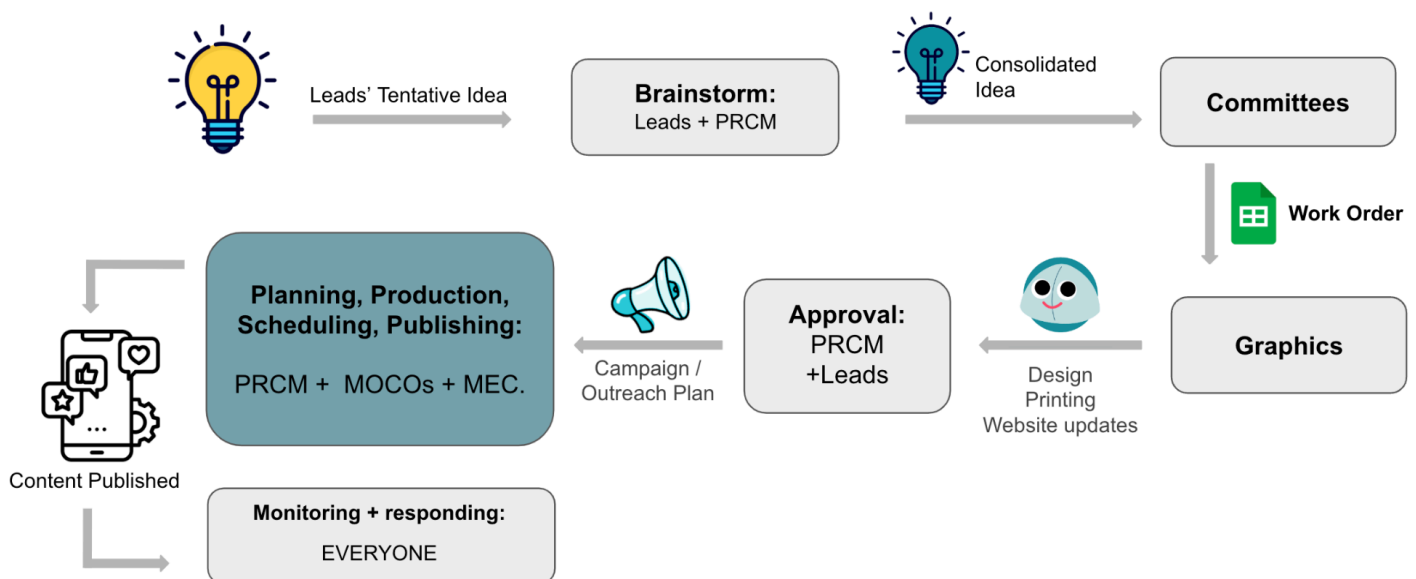 Leads’ Tentative Idea
Brainstorm:
Leads + PRCM
Consolidated
Idea
Committees
Work Order
Graphics
Design
Printing
Website updates
Approval:
PRCM
+Leads
Campaign /
Outreach Plan
Planning, Production,
Scheduling, Publishing:
PRCM + MOCOs + MEC.
Content Published
Monitoring + responding:
EVERYONE